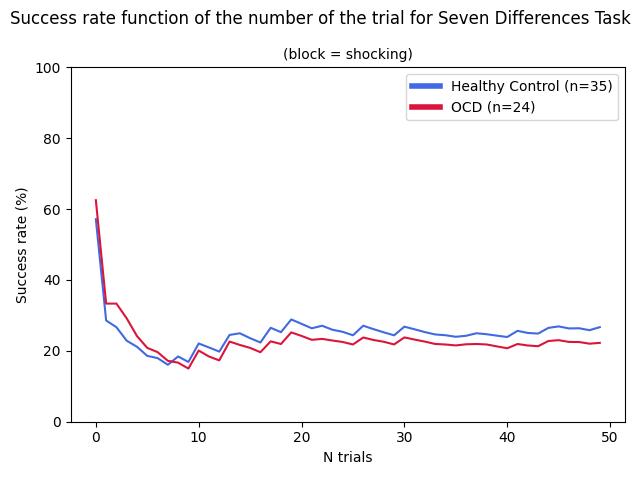 Success rate function of the number of the trial for Seven Differences Task
(block = shocking)
Healthy Control (n=35)
OCD (n=24)
Success rate (%)
100
80
60
40
20
0
0 10 20 30 40 50
N trials